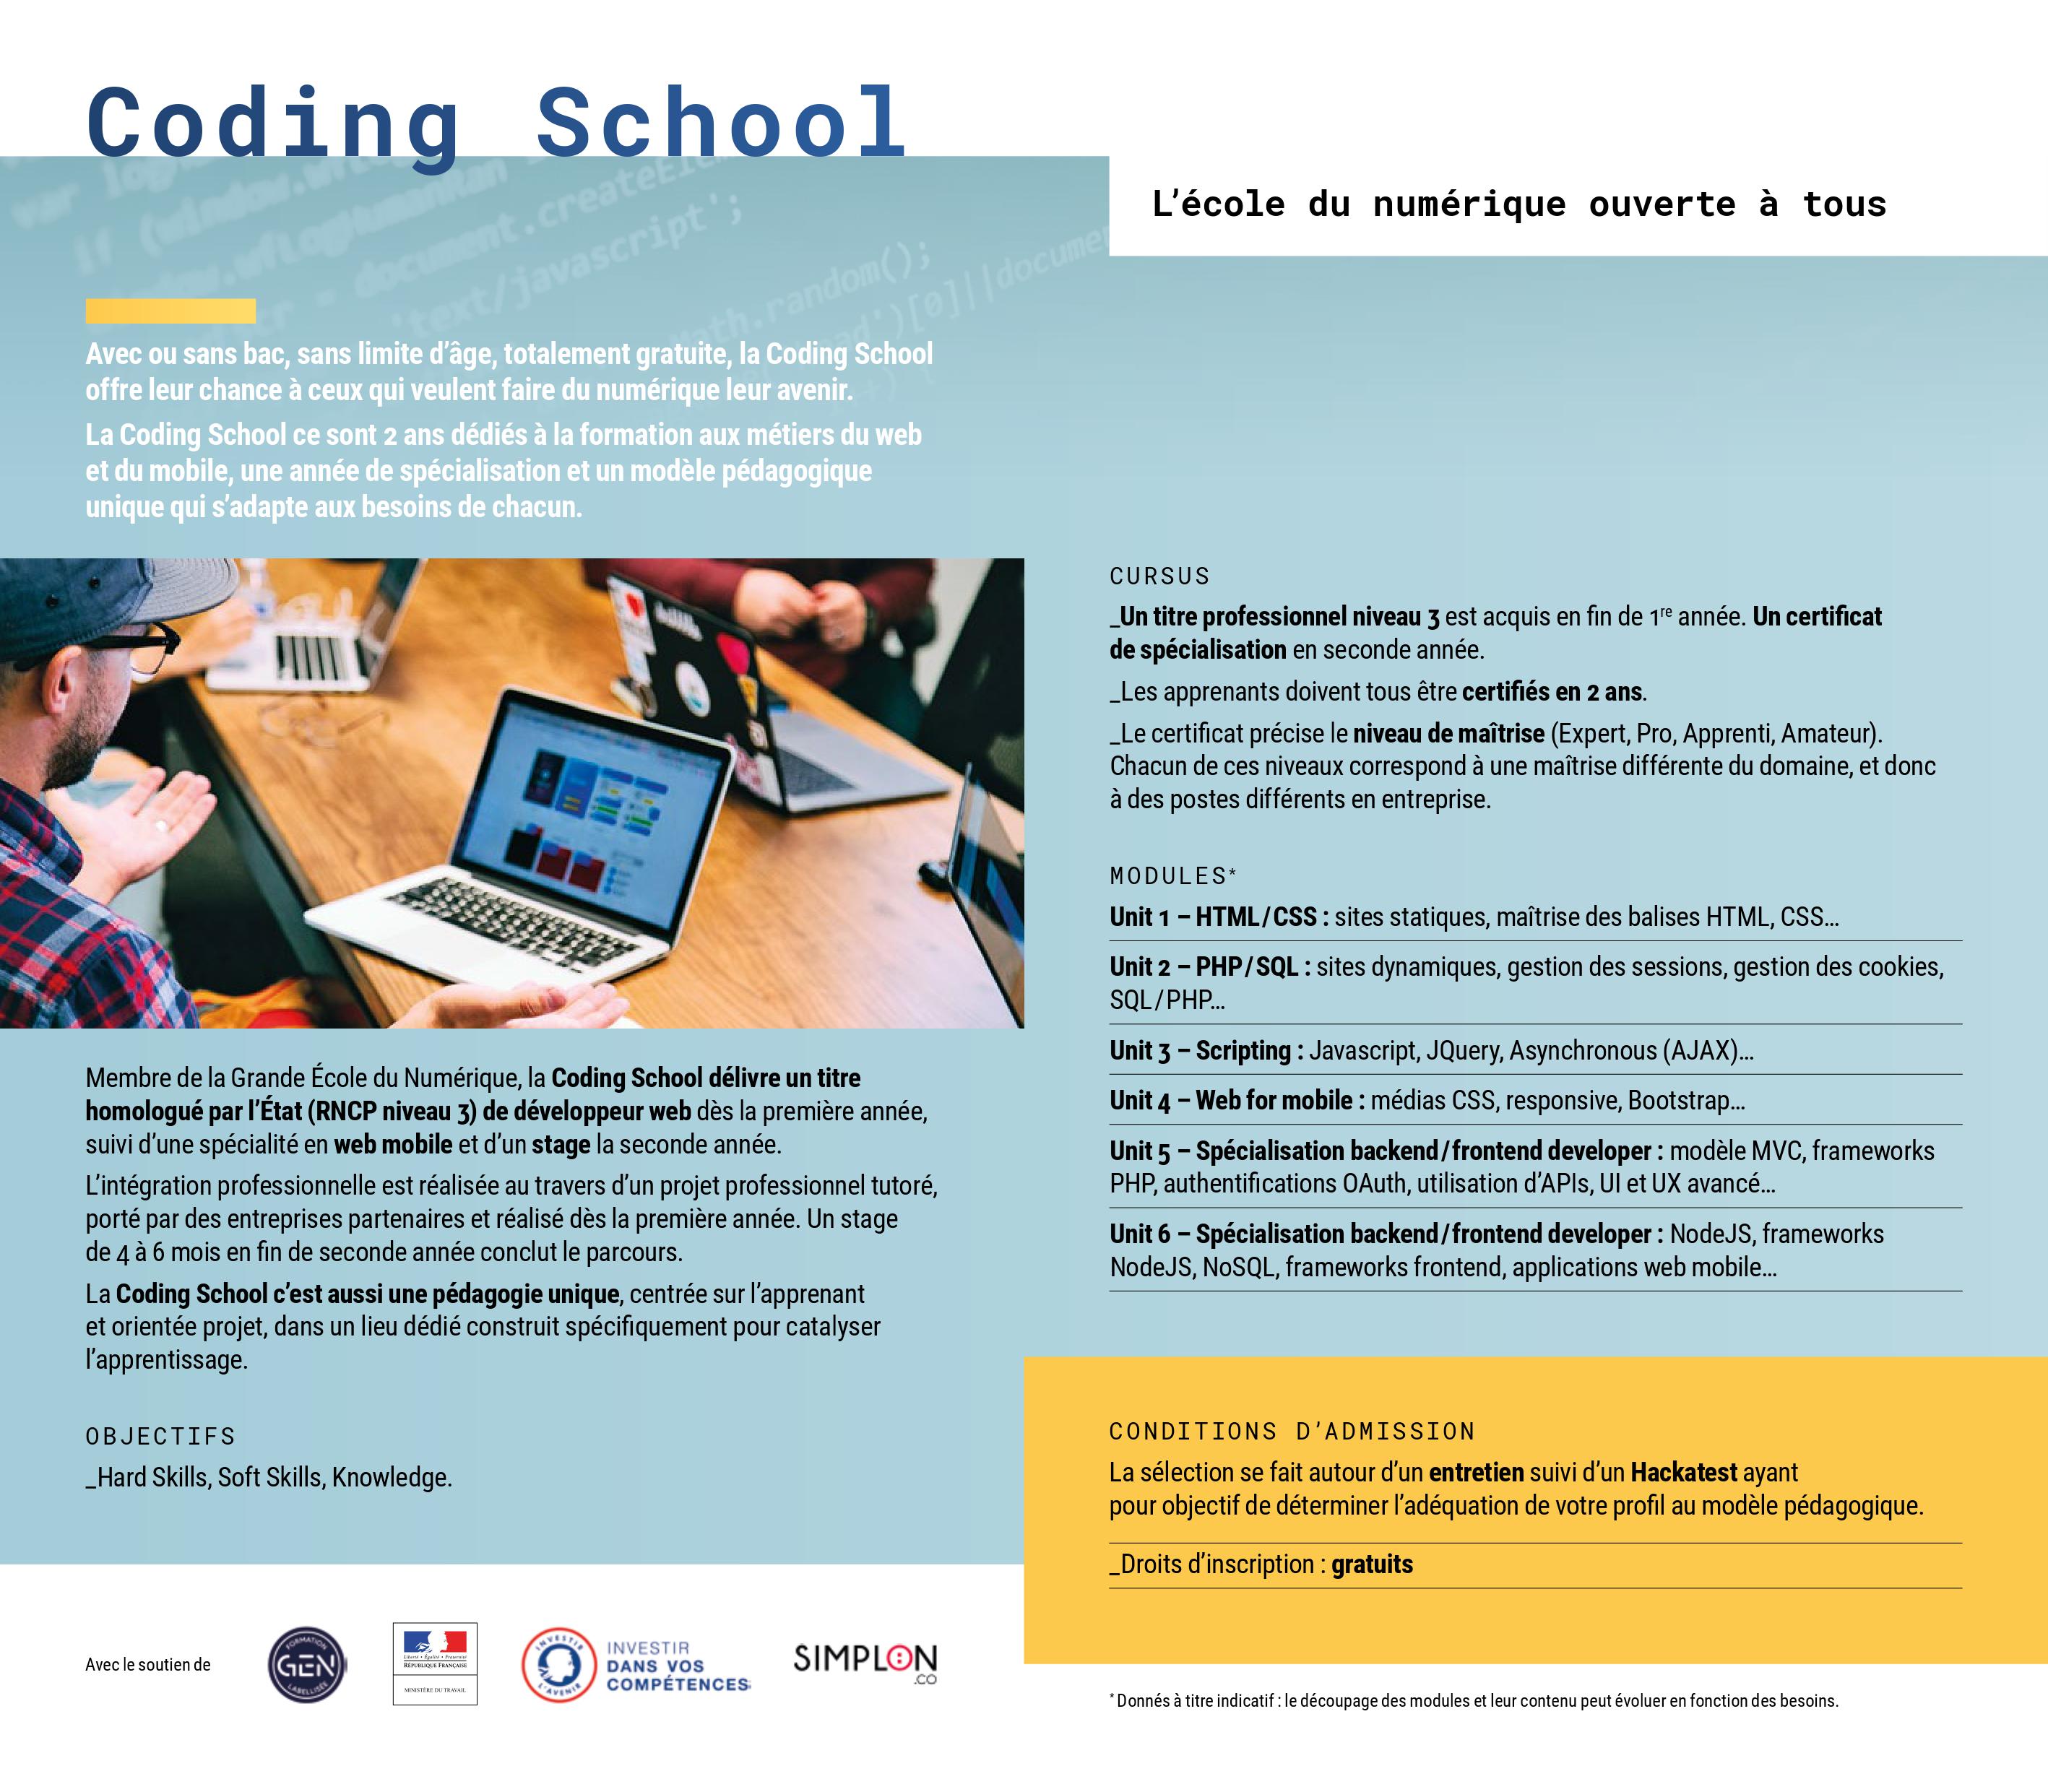 Coding School
L'école du numérique ouverte à tous
Avec ou sans bac, sans limite d'âge, totalement gratuite, la Coding School
offre leur chance à ceux qui veulent faire du numérique leur avenir.
La Coding School ce sont 2 ans dédiés à la formation aux métiers du web
et du mobile, une année de spécialisation et un modèle pédagogique
unique qui s'adapte aux besoins de chacun.
Membre de la Grande École du Numérique, la Coding School délivre un titre
homologué par l'État (RNCP niveau 3) de développeur web dès la première année,
suivi d'une spécialité en web mobile et d'un stage la seconde année.
L'intégration professionnelle est réalisée au travers d'un projet professionnel tutoré,
porté par des entreprises partenaires et réalisé dès la première année. Un stage
de 4 à 6 mois en fin de seconde année conclut le parcours.
La Coding School c'est aussi une pédagogie unique, centrée sur l'apprenant
et orientée projet, dans un lieu dédié construit spécifiquement pour catalyser
l'apprentissage.
OBJECTIFS
_Hard Skills, Soft Skills, Knowledge.
CURSUS
_Un titre professionnel niveau 3 est acquis en fin de 1re année. Un certificat
de spécialisation en seconde année.
_Les apprenants doivent tous être certifiés en 2 ans.
_Le certificat précise le niveau de maîtrise (Expert, Pro, Apprenti, Amateur).
Chacun de ces niveaux correspond à une maîtrise différente du domaine, et donc
à des postes différents en entreprise.
MODULES*
Unit 1 – HTML/CSS : sites statiques, maîtrise des balises HTML, CSS…
Unit 2 – PHP/SQL : sites dynamiques, gestion des sessions, gestion des cookies,
SQL/PHP…
Unit 3 – Scripting : Javascript, JQuery, Asynchronous (AJAX)…
Unit 4 – Web for mobile : médias CSS, responsive, Bootstrap…
Unit 5 – Spécialisation backend/frontend developer : modèle MVC, frameworks
PHP, authentifications OAuth, utilisation d'APIs, UI et UX avancé…
Unit 6 – Spécialisation backend/frontend developer : NodeJS, frameworks
NodeJS, NoSQL, frameworks frontend, applications web mobile…
CONDITIONS D'ADMISSION
La sélection se fait autour d'un entretien suivi d'un Hackatest ayant
pour objectif de déterminer l'adéquation de votre profil au modèle pédagogique.
_Droits d'inscription : gratuits
Avec le soutien de
FORMATION
GEN
LABELLISÉE
Liberté • Égalité • Fraternité
RÉPUBLIQUE FRANÇAISE
MINISTÈRE DU TRAVAIL
INVESTIR
L'AVENIR
INVESTIR
DANS VOS
COMPÉTENCES
SIMPLON
.CO
* Donnés à titre indicatif : le découpage des modules et leur contenu peut évoluer en fonction des besoins.